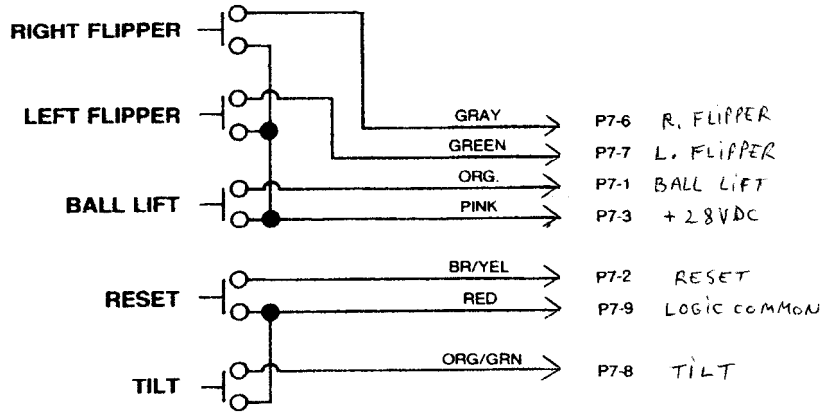 RIGHT FLIPPER
LEFT FLIPPER
GRAY P7-6 R. FLIPPER
GREEN P7-7 L. FLIPPER
ORG. P7-1 BALL LIFT
BALL LIFT
PINK P7-3 +28VDC
BR/YEL P7-2 RESET
RESET
RED P7-9 LOGIC COMMON
ORG/GRN P7-8 TILT
TILT